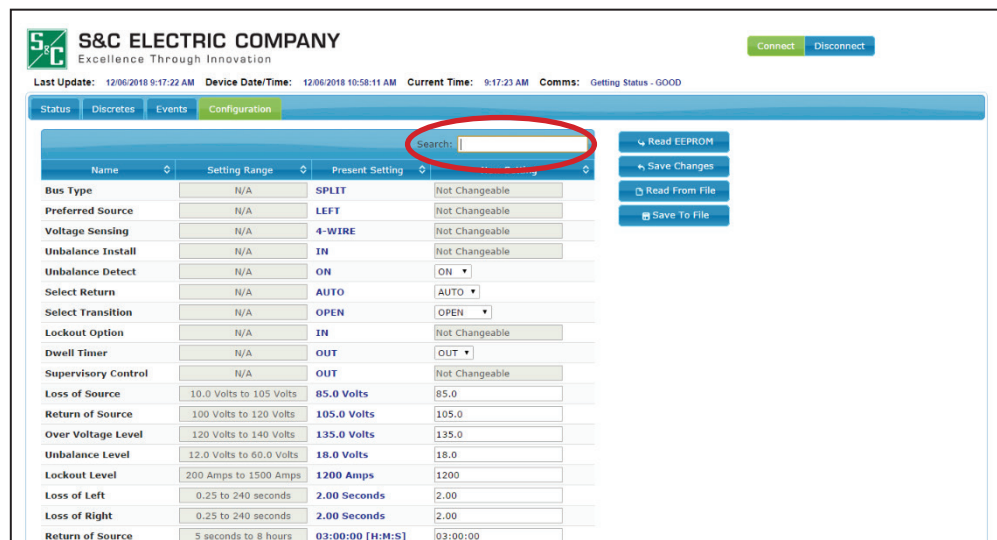 S&C S&C ELECTRIC COMPANY
Excellence Through Innovation
Connect Disconnect
Last Update: 12/06/2018 9:17:22 AM Device Date/Time: 12/06/2018 10:58:11 AM Current Time: 9:17:23 AM Comms: Getting Status - GOOD
Status Discretes Events Configuration
Search:
Read EEPROM
Save Changes
Read From File
Save To File
Name Setting Range Present Setting
Bus Type N/A SPLIT Not Changeable
Preferred Source N/A LEFT Not Changeable
Voltage Sensing N/A 4-WIRE Not Changeable
Unbalance Install N/A IN Not Changeable
Unbalance Detect N/A ON ON
Select Return N/A AUTO AUTO
Select Transition N/A OPEN OPEN
Lockout Option N/A IN Not Changeable
Dwell Timer N/A OUT OUT
Supervisory Control N/A OUT Not Changeable
Loss of Source 10.0 Volts to 105 Volts 85.0 Volts 85.0
Return of Source 100 Volts to 120 Volts 105.0 Volts 105.0
Over Voltage Level 120 Volts to 140 Volts 135.0 Volts 135.0
Unbalance Level 12.0 Volts to 60.0 Volts 18.0 Volts 18.0
Lockout Level 200 Amps to 1500 Amps 1200 Amps 1200
Loss of Left 0.25 to 240 seconds 2.00 Seconds 2.00
Loss of Right 0.25 to 240 seconds 2.00 Seconds 2.00
Return of Source 5 seconds to 8 hours 03:00:00 [H:M:S] 03:00:00